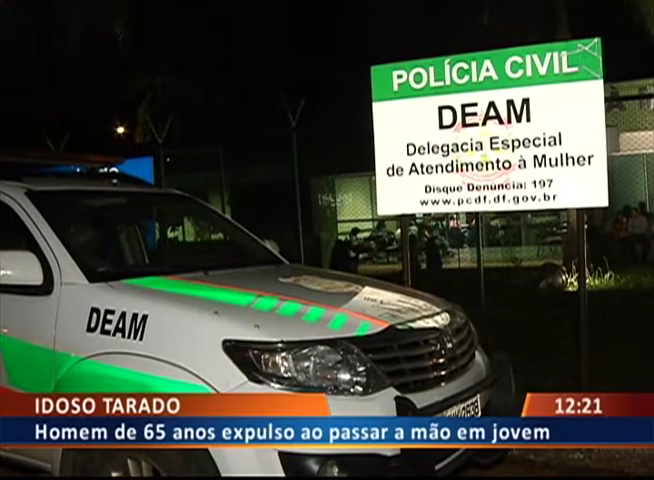 POLÍCIA CIVIL
DEAM
Delegacia Especial
de Atendimento à Mulher
Disque Denúncia: 197
www.pcdf.df.gov.br
DEAM
IDOSO TARADO
12:21
Homem de 65 anos expulso ao passar a mão em jovem